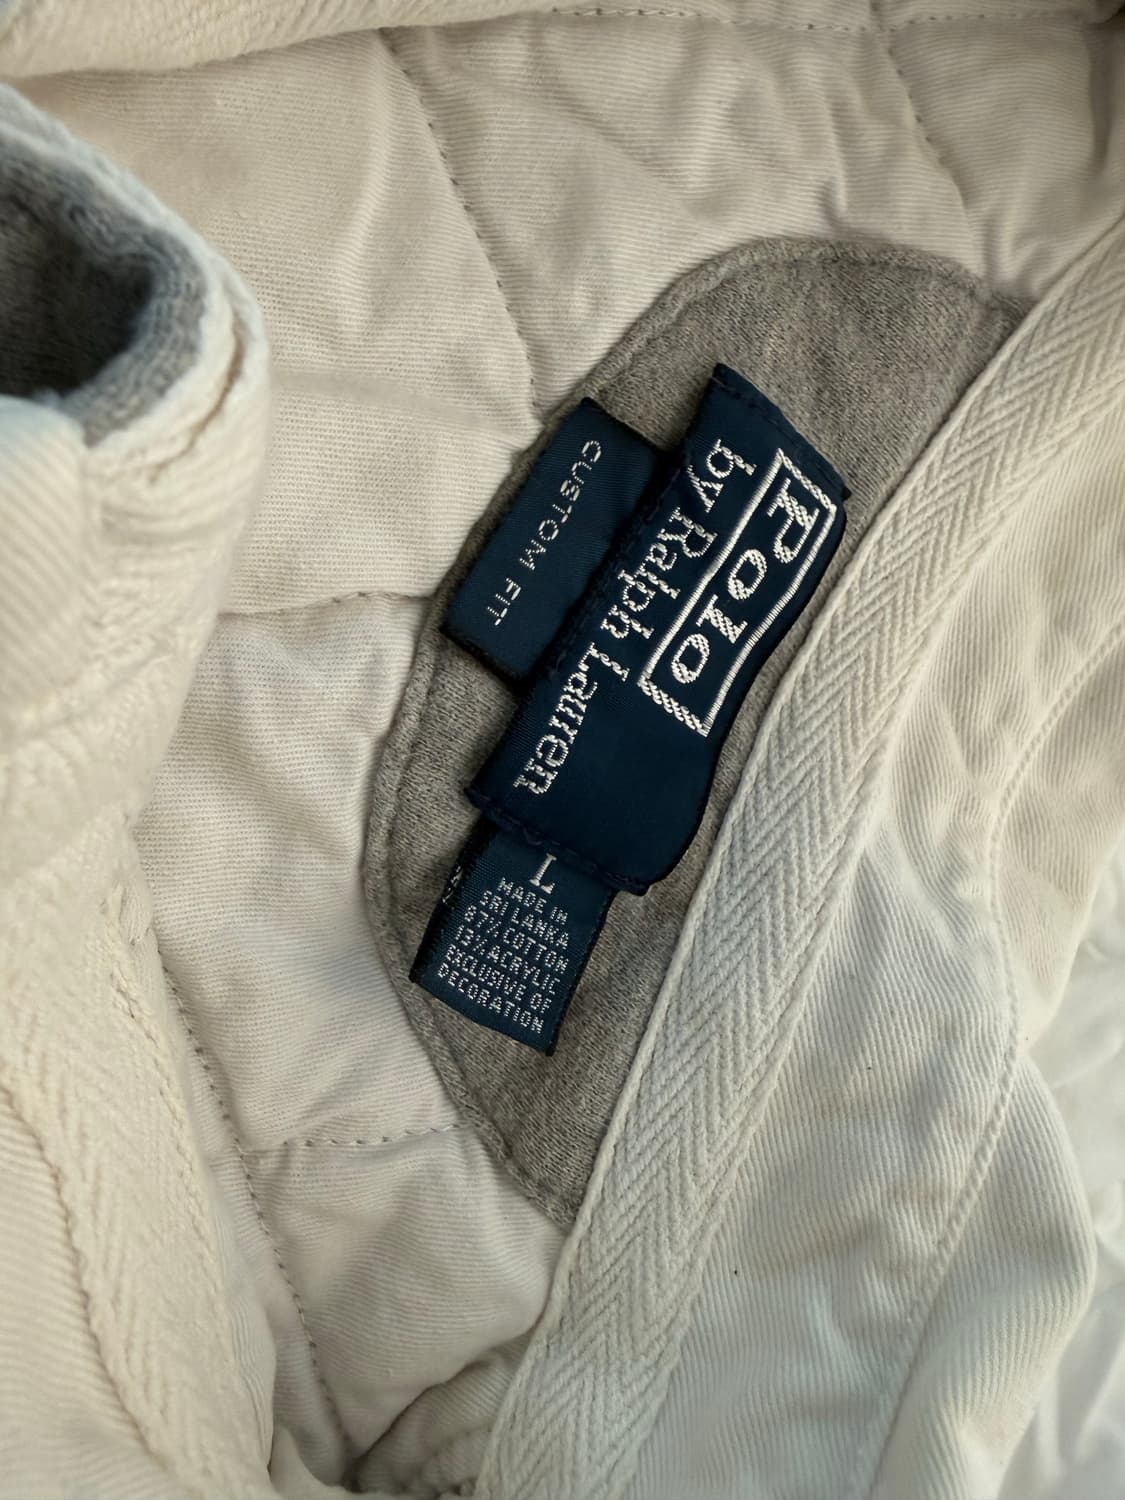 Polo
by Ralph Lauren
CUSTOM FIT
L
MADE IN
SRI LANKA
87% COTTON
13% ACRYLIC
EXCLUSIVE OF
DECORATION